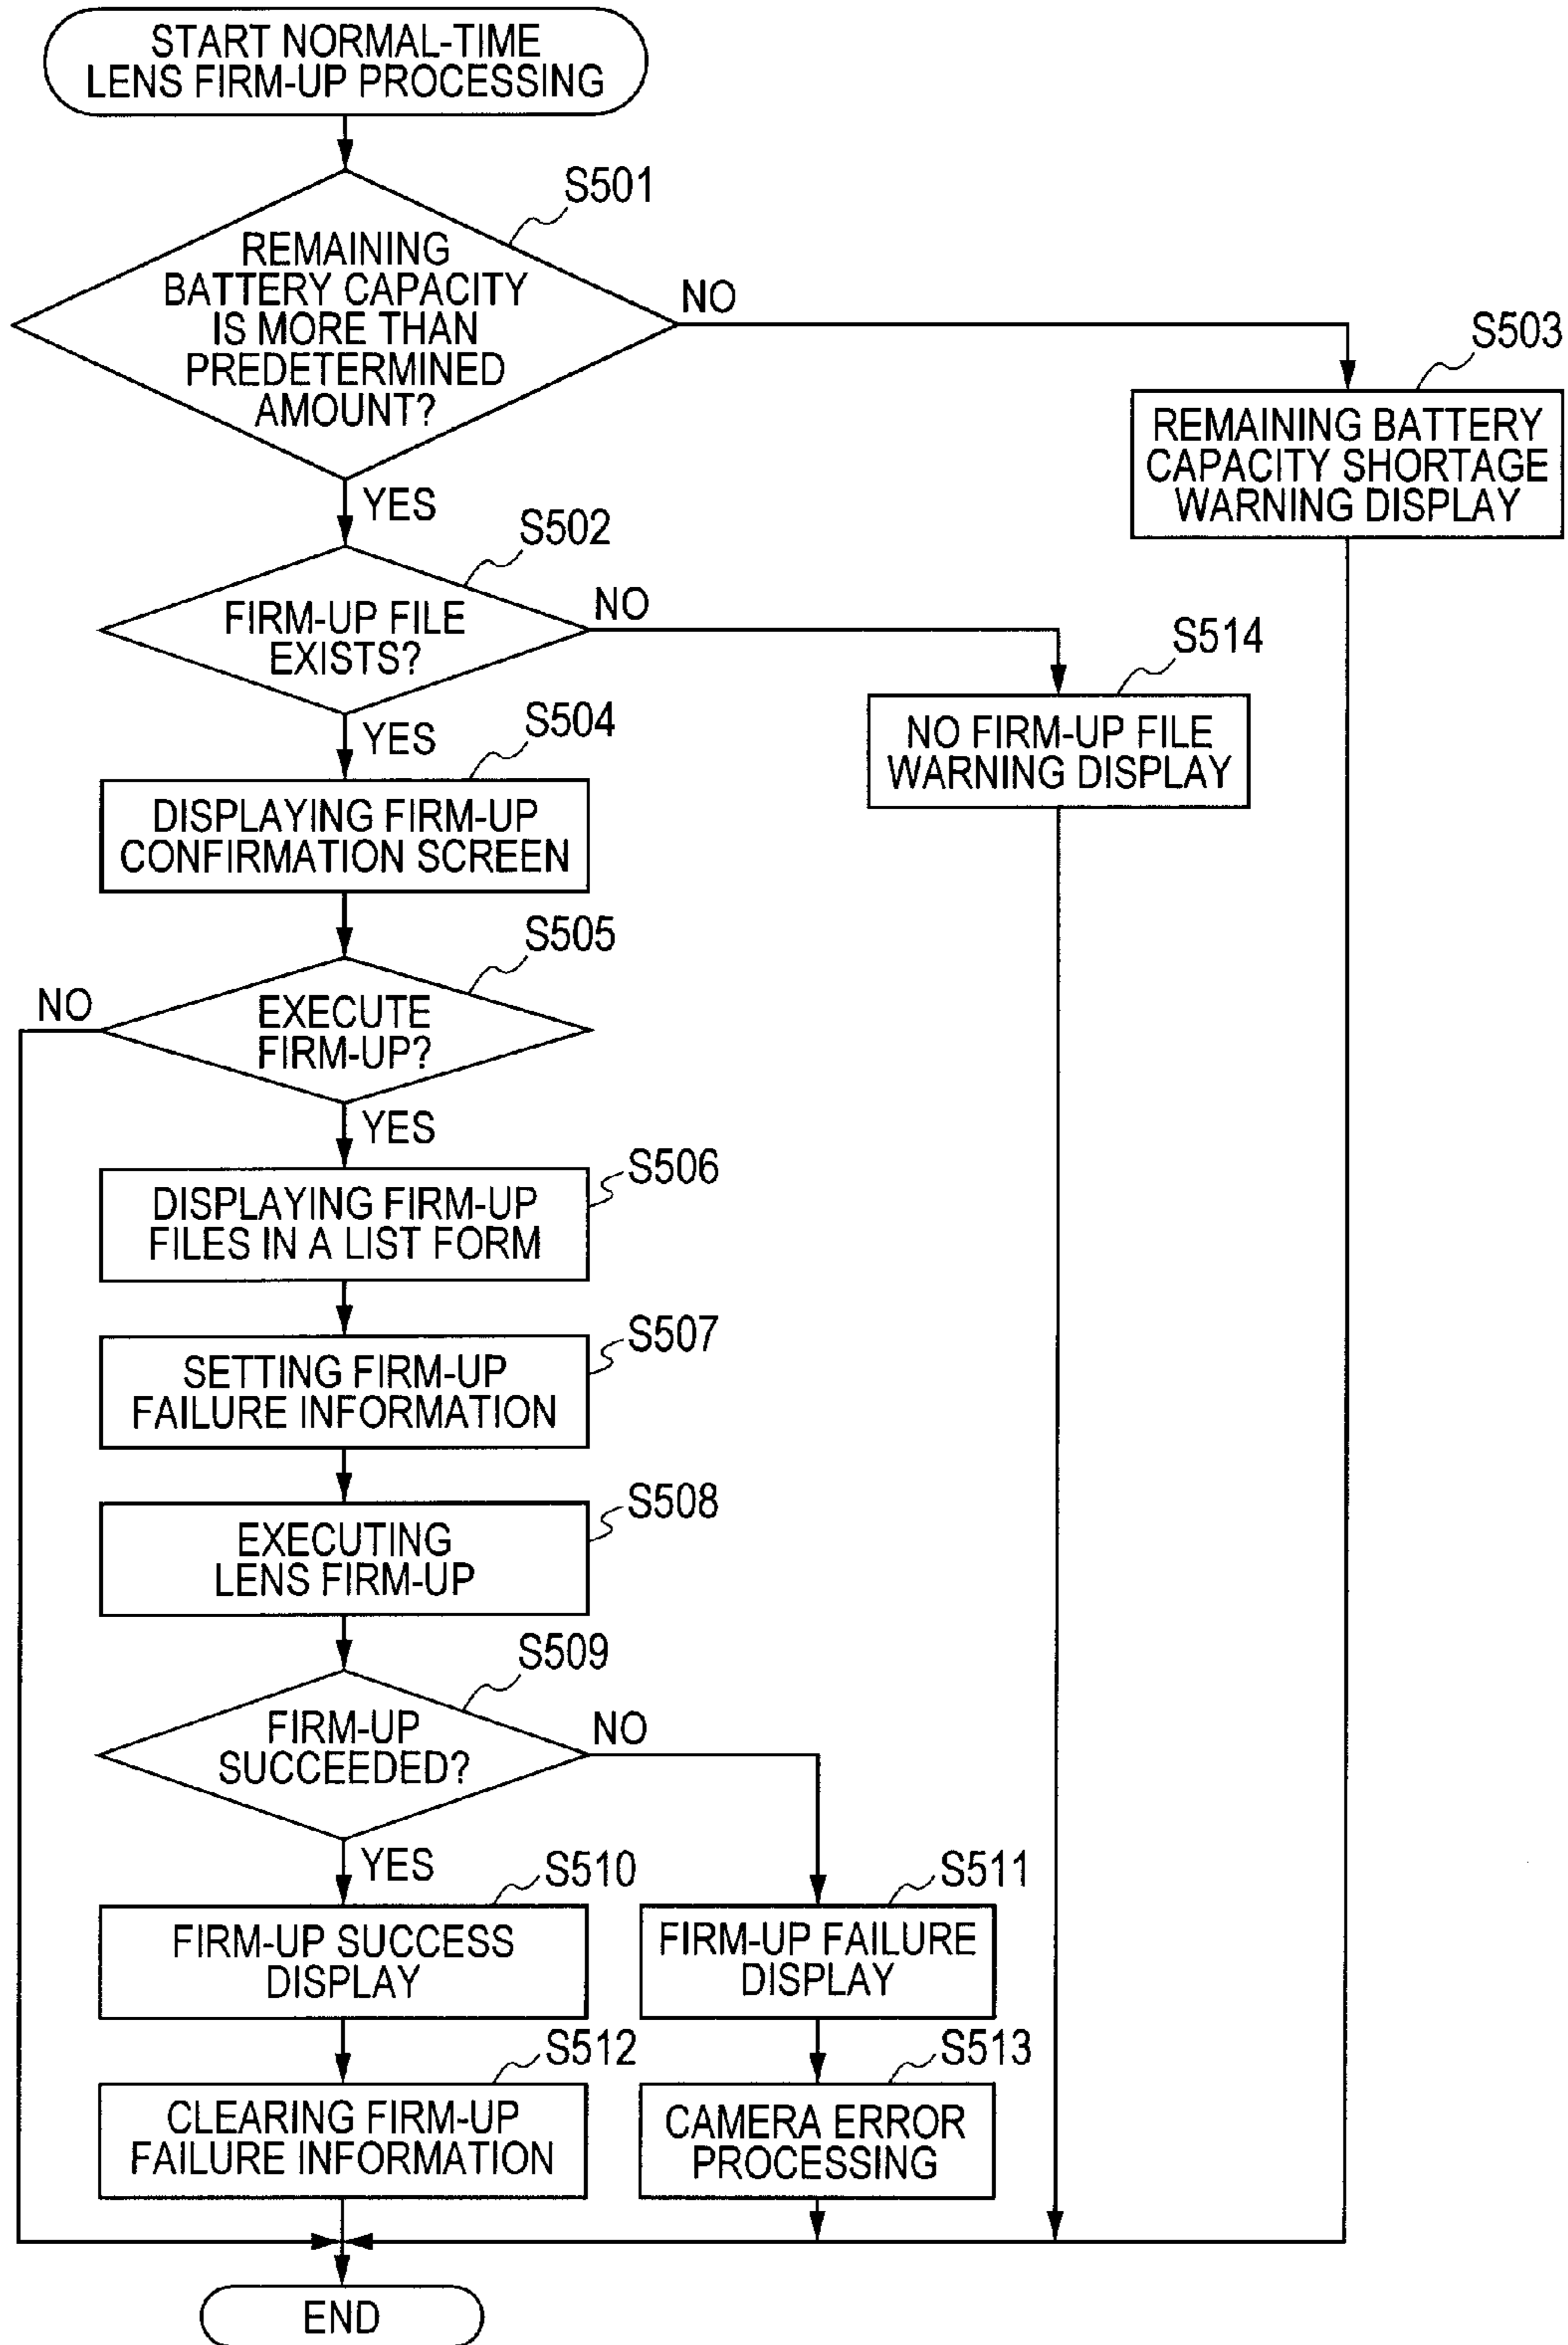 START NORMAL-TIME
LENS FIRM-UP PROCESSING
S501
REMAINING
BATTERY CAPACITY
IS MORE THAN
PREDETERMINED
AMOUNT?
NO
S503
REMAINING BATTERY
CAPACITY SHORTAGE
WARNING DISPLAY
YES
S502
FIRM-UP FILE
EXISTS?
NO
S514
NO FIRM-UP FILE
WARNING DISPLAY
YES
S504
DISPLAYING FIRM-UP
CONFIRMATION SCREEN
S505
NO
EXECUTE
FIRM-UP?
YES
S506
DISPLAYING FIRM-UP
FILES IN A LIST FORM
S507
SETTING FIRM-UP
FAILURE INFORMATION
S508
EXECUTING
LENS FIRM-UP
S509
FIRM-UP
SUCCEEDED?
NO
YES
S510
FIRM-UP SUCCESS
DISPLAY
S511
FIRM-UP FAILURE
DISPLAY
S512
CLEARING FIRM-UP
FAILURE INFORMATION
S513
CAMERA ERROR
PROCESSING
END